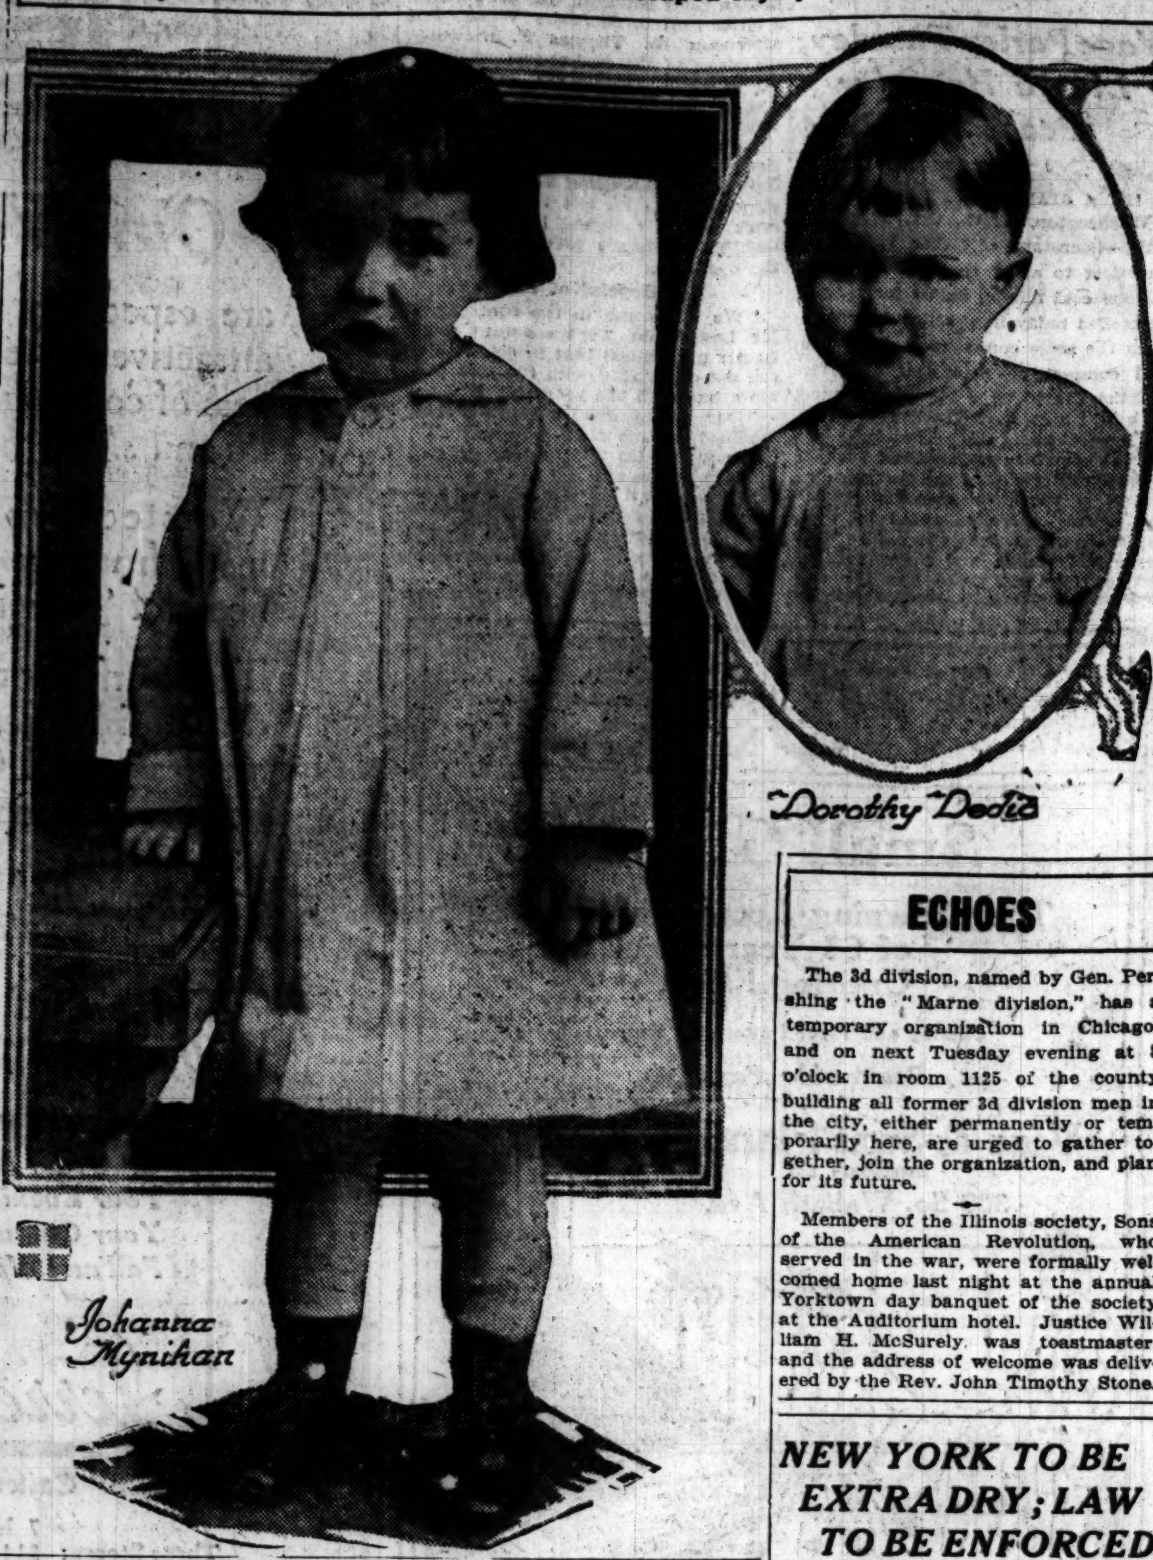 Dorothy Dedic
Johanna
Mynihan
ECHOES
The 3d division, named by Gen. Per-
shing the "Marne division," has a
temporary organization in Chicago,
and on next Tuesday evening at
o'clock in room 1125 of the county
building all former 3d division men in
the city, either permanently or tem-
porarily here, are urged to gather to-
gether, join the organization, and plan
for its future.
Members of the Illinois society, Sons
of the American Revolution, who
served in the war, were formally wel-
comed home last night at the annual
Yorktown day banquet of the society
at the Auditorium hotel. Justice Wil-
liam H. McSurely was toastmaster,
and the address of welcome was deliv-
ered by the Rev. John Timothy Stone.
NEW YORK TO BE
EXTRA DRY; LAW
TO BE ENFORCED